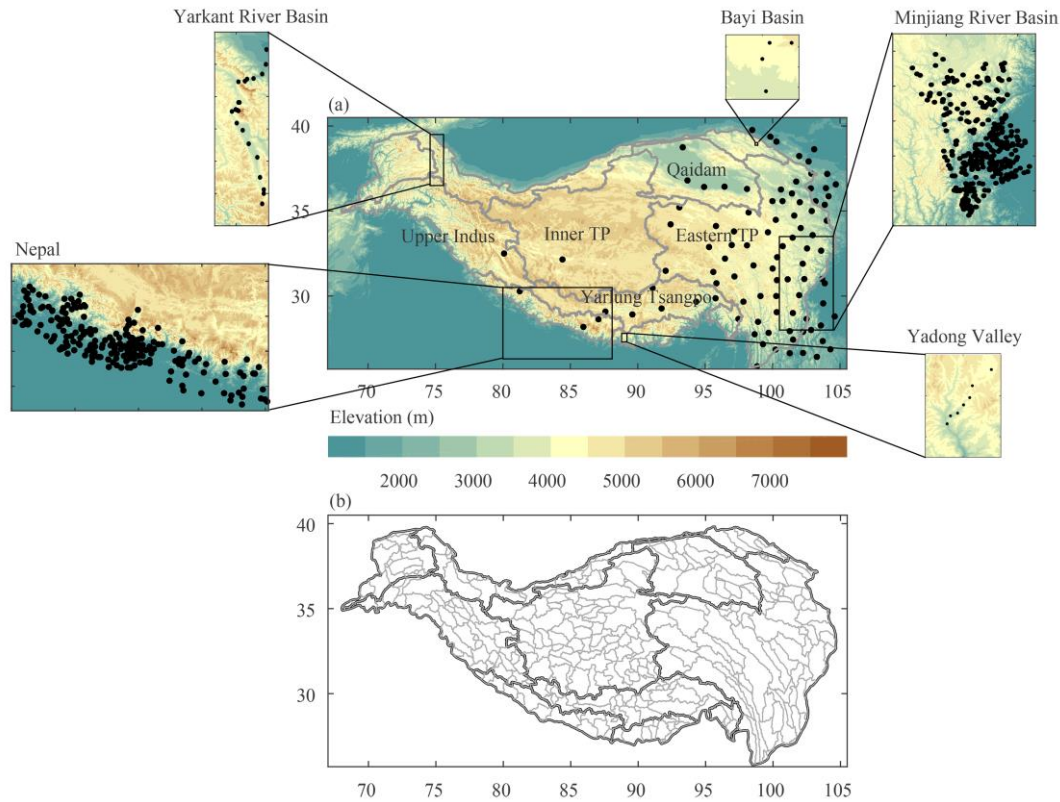 Yarkant River Basin
Bayi Basin
Minjiang River Basin
(a)
40
35
30
Qaidam
Upper Indus
Inner TP
Eastern TP
Yarlung Tsangpo
Nepal
Yadong Valley
70 75 80 85 90 95 100 105
Elevation (m)
2000 3000 4000 5000 6000 7000
(b)
40
35
30
70 75 80 85 90 95 100 105